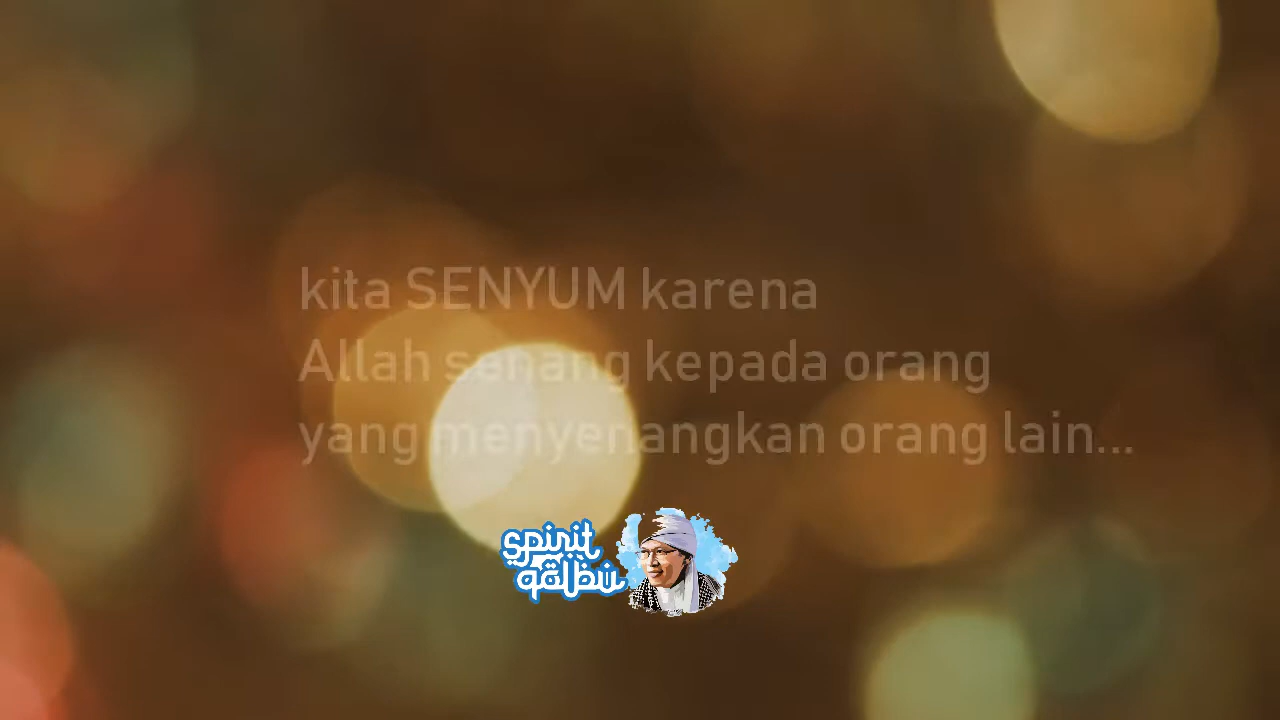 kita SENYUM karena
Allah senang kepada orang
yang menyenangkan orang lain...
spirit
qalbu